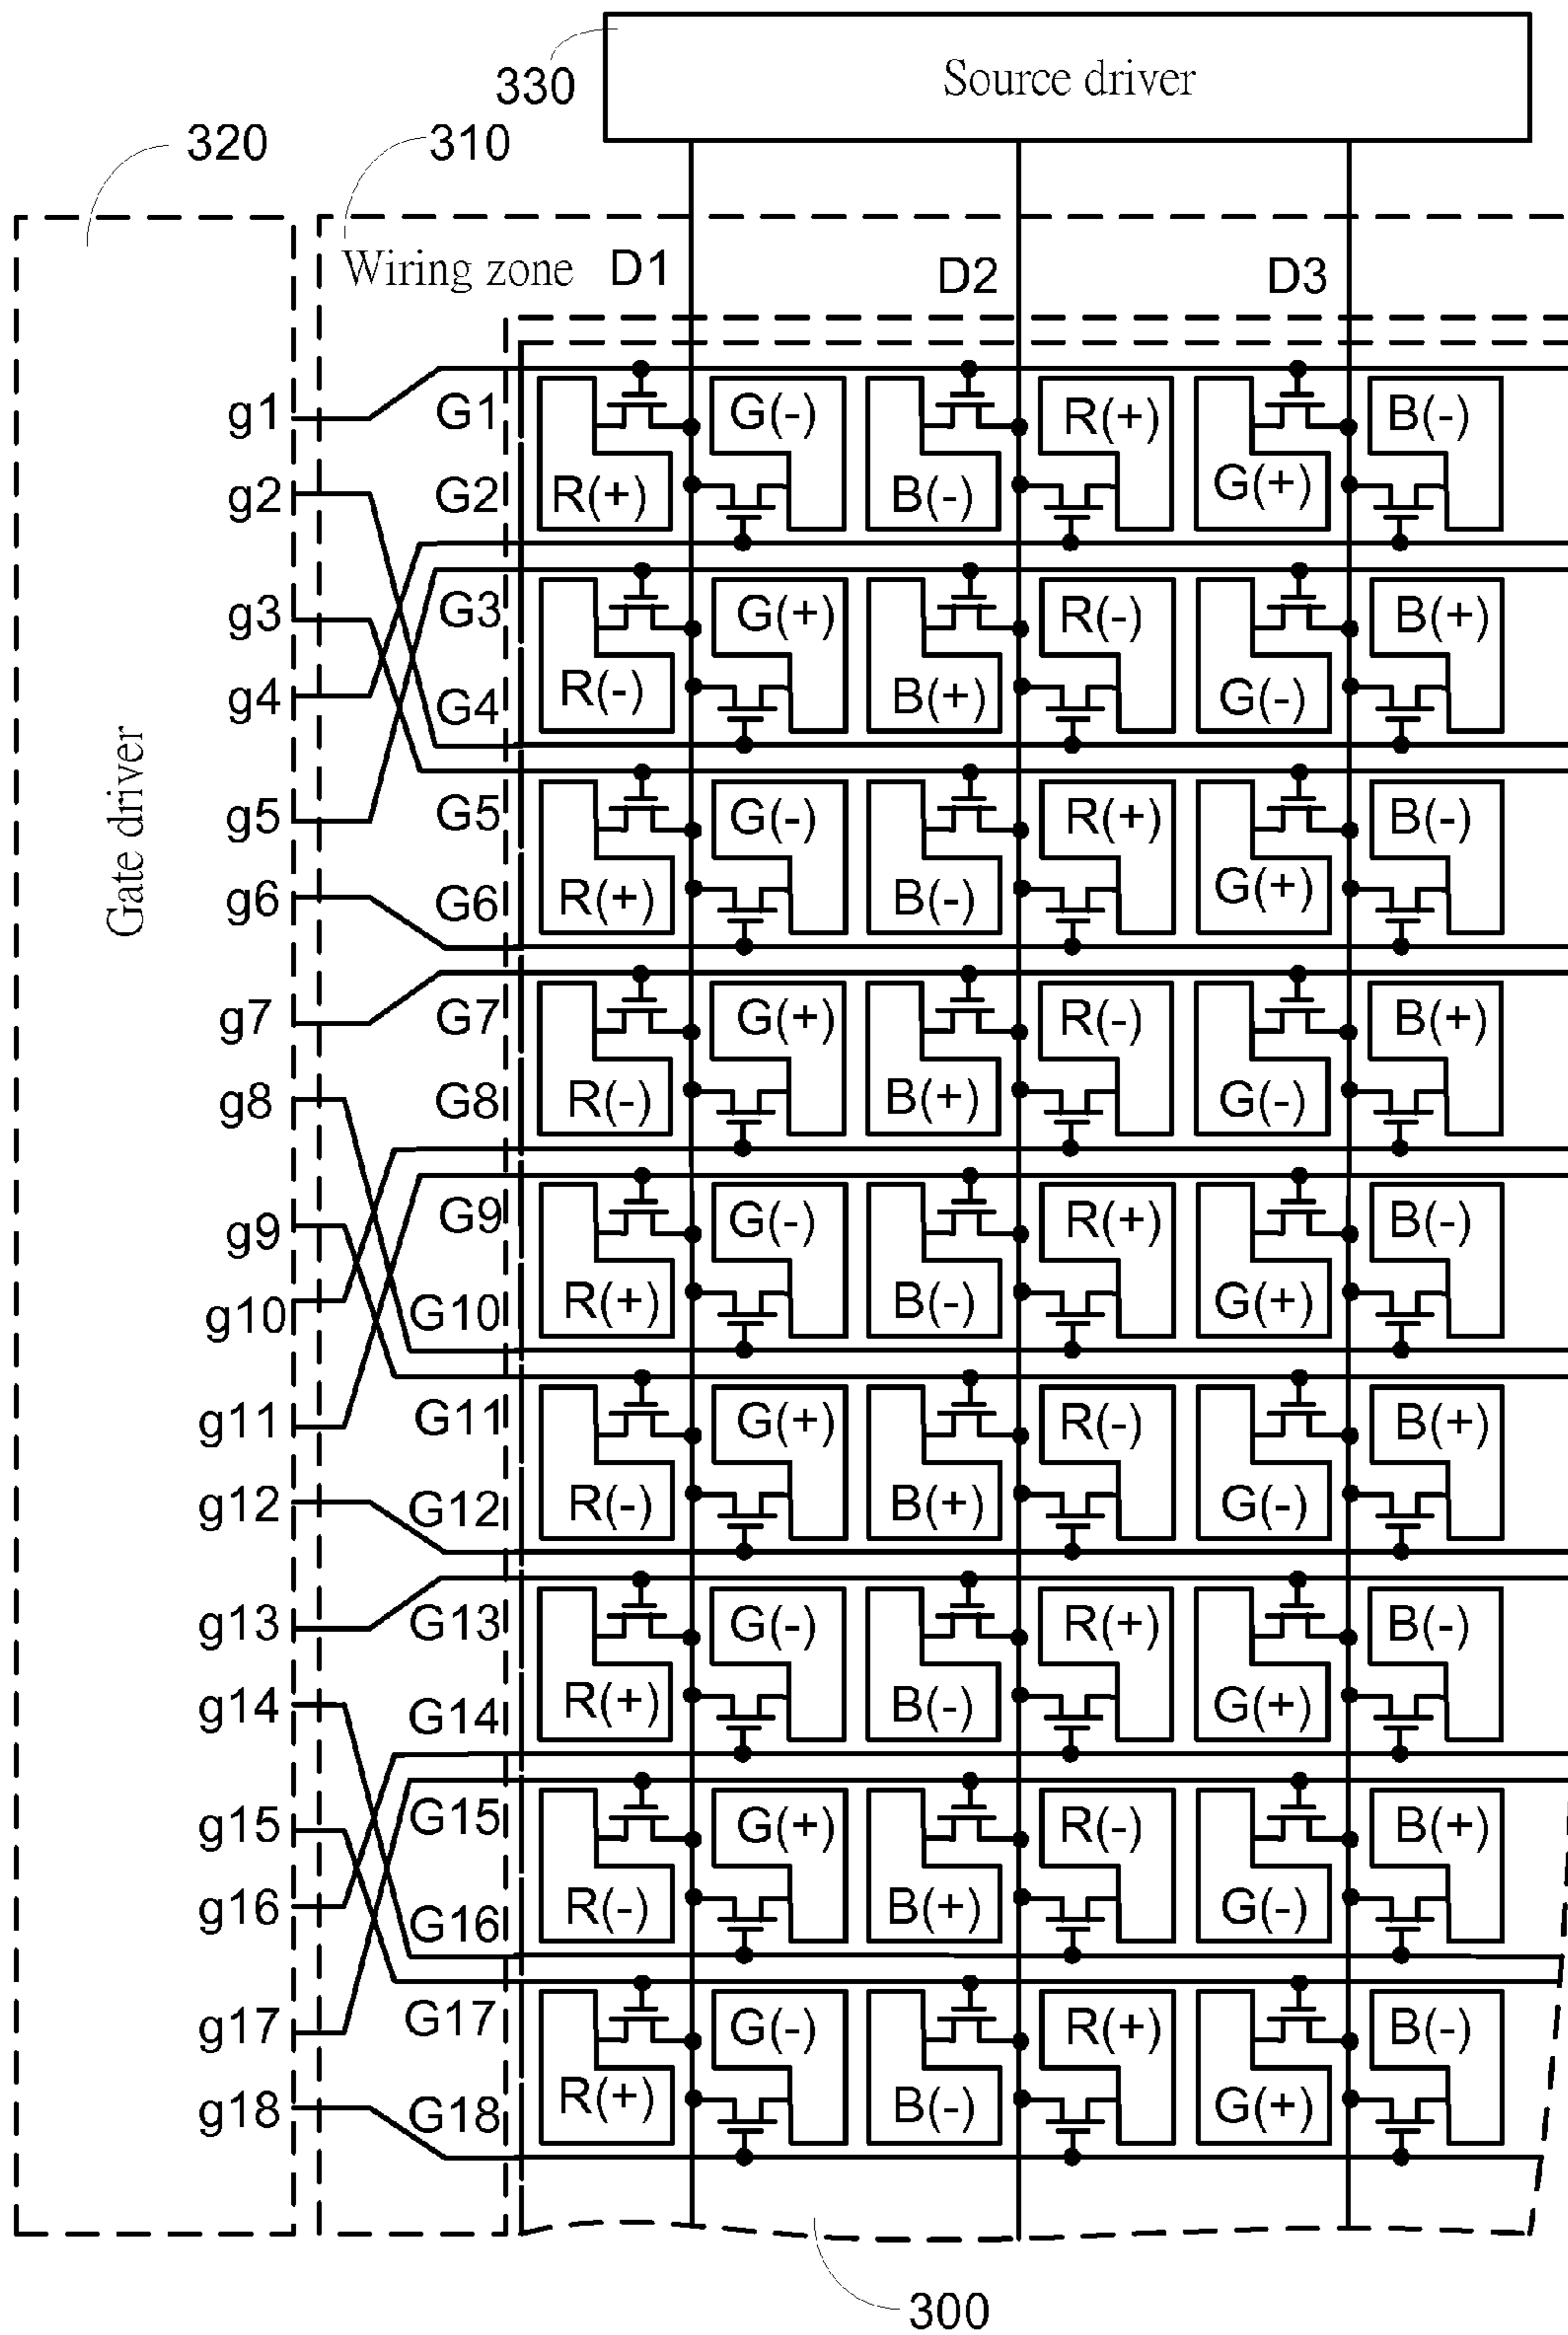 330
Source driver
320
310
Wiring zone
D1
D2
D3
Gate driver
g1 G1 G(-) R(+) B(-)
g2 G2 R(+) B(-) G(+)
g3 G3 G(+) R(-) B(+)
g4 G4 R(-) B(+) G(-)
g5 G5 G(-) R(+) B(-)
g6 G6 R(+) B(-) G(+)
g7 G7 G(+) R(-) B(+)
g8 G8 R(-) B(+) G(-)
g9 G9 G(-) R(+) B(-)
g10 G10 R(+) B(-) G(+)
g11 G11 G(+) R(-) B(+)
g12 G12 R(-) B(+) G(-)
g13 G13 G(-) R(+) B(-)
g14 G14 R(+) B(-) G(+)
g15 G15 G(+) R(-) B(+)
g16 G16 R(-) B(+) G(-)
g17 G17 G(-) R(+) B(-)
g18 G18 R(+) B(-) G(+)
300